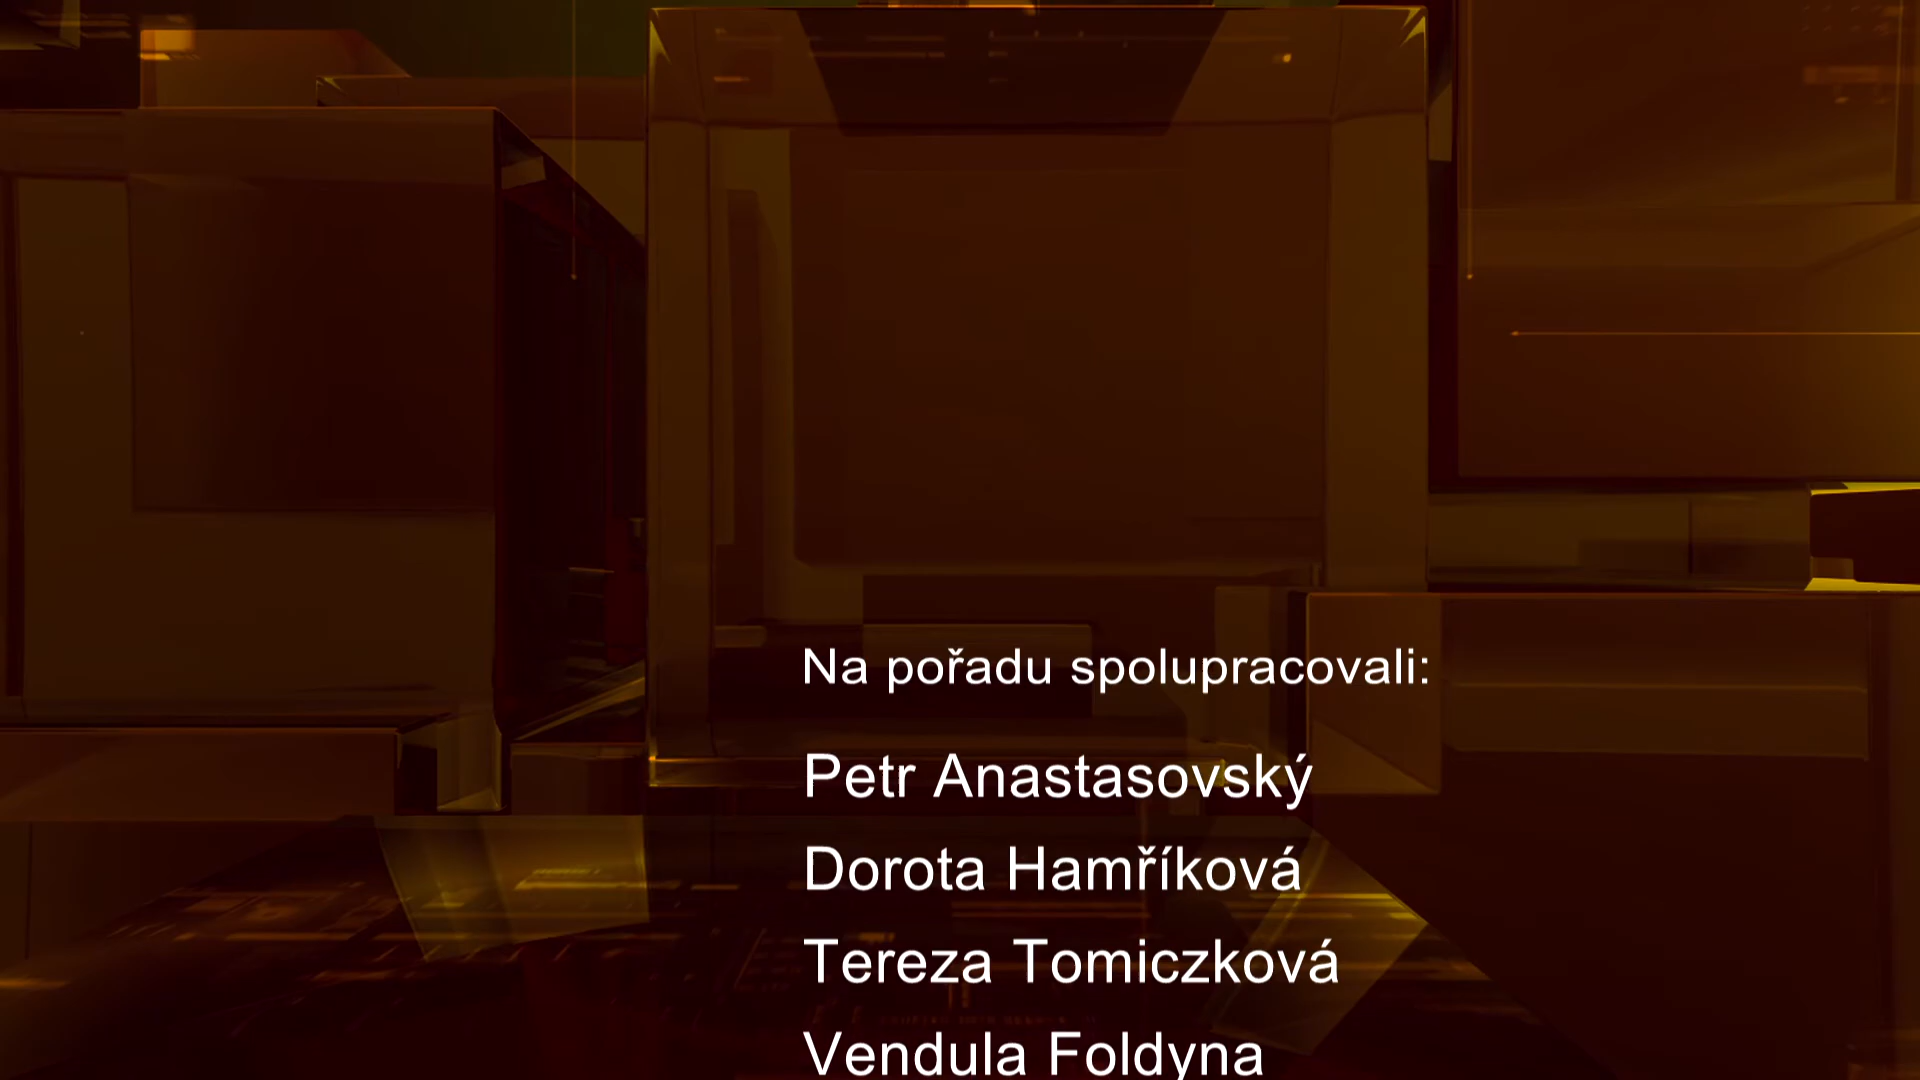 Na pořadu spolupracovali:
Petr Anastasovský
Dorota Hamříková
Tereza Tomiczková
Vendula Foldyna